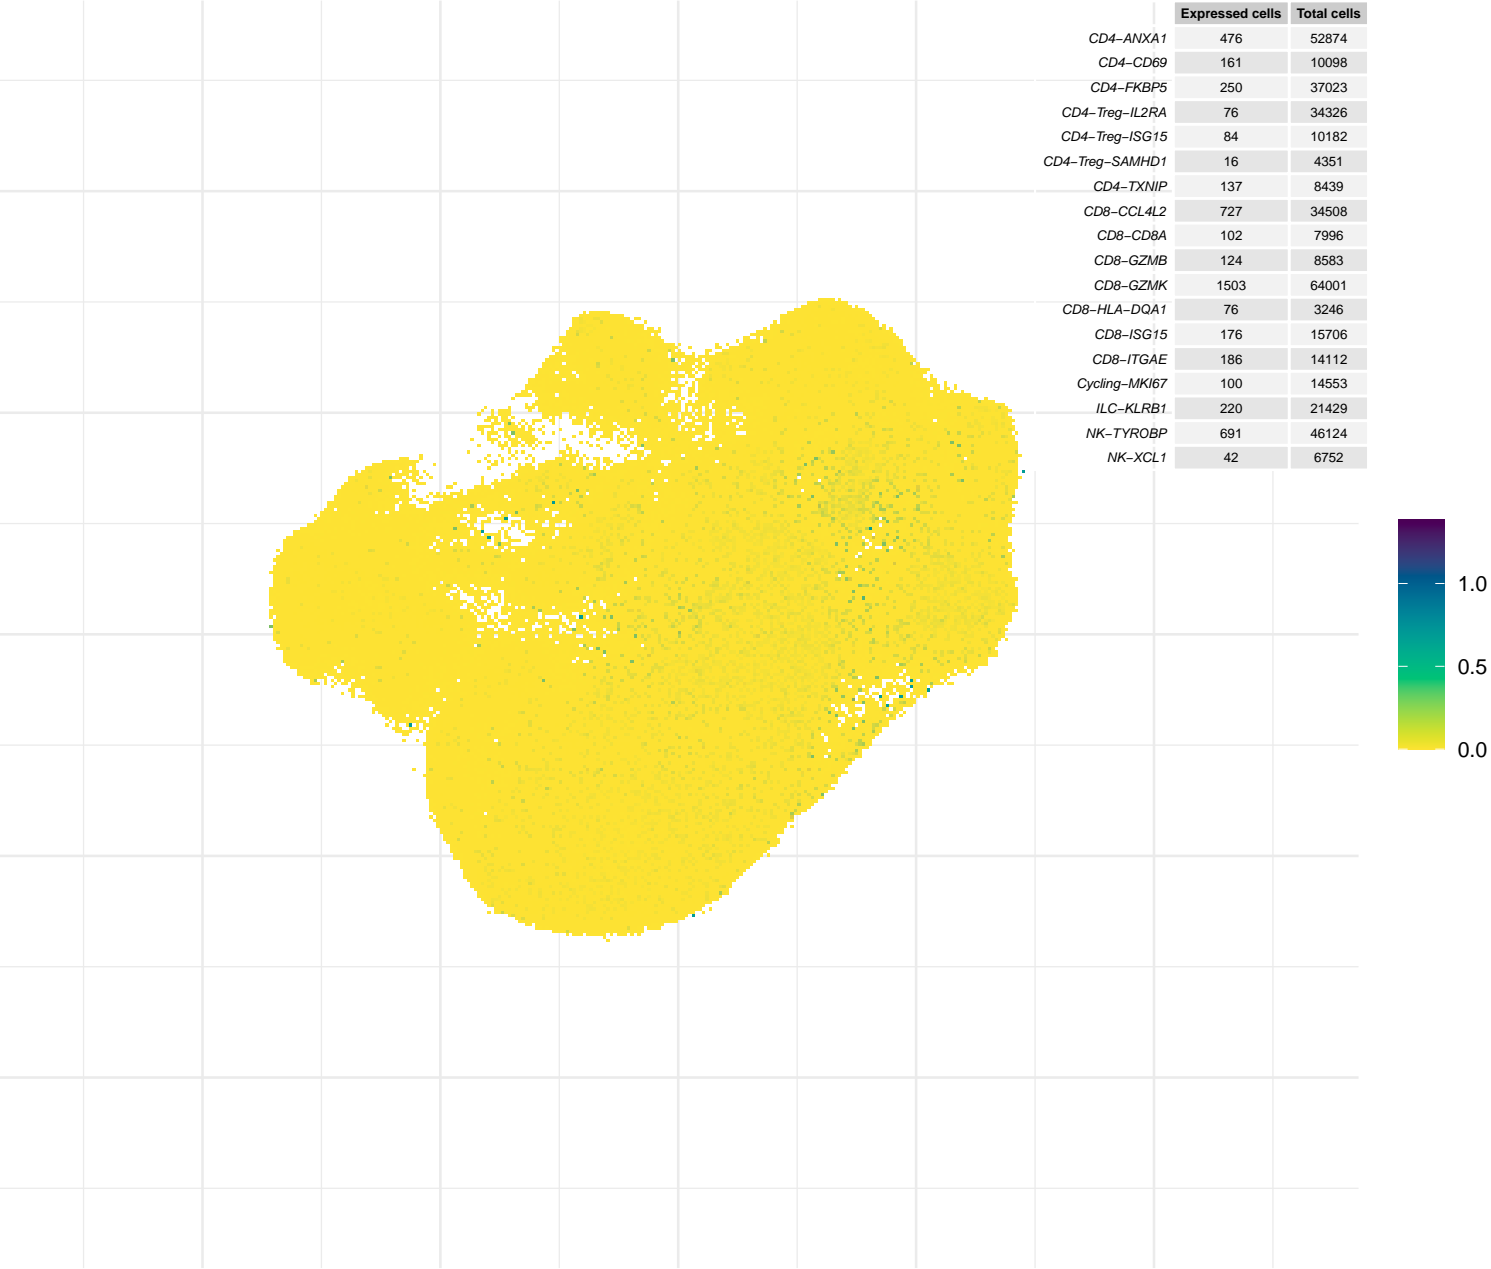 Expressed cells Total cells
CD4−ANXA1 476 52874
CD4−CD69 161 10098
CD4−FKBP5 250 37023
CD4−Treg−IL2RA 76 34326
CD4−Treg−ISG15 84 10182
CD4−Treg−SAMHD1 16 4351
CD4−TXNIP 137 8439
CD8−CCL4L2 727 34508
CD8−CD8A 102 7996
CD8−GZMB 124 8583
CD8−GZMK 1503 64001
CD8−HLA−DQA1 76 3246
CD8−ISG15 176 15706
CD8−ITGAE 186 14112
Cycling−MKI67 100 14553
ILC−KLRB1 220 21429
NK−TYROBP 691 46124
NK−XCL1 42 6752
1.0
0.5
0.0